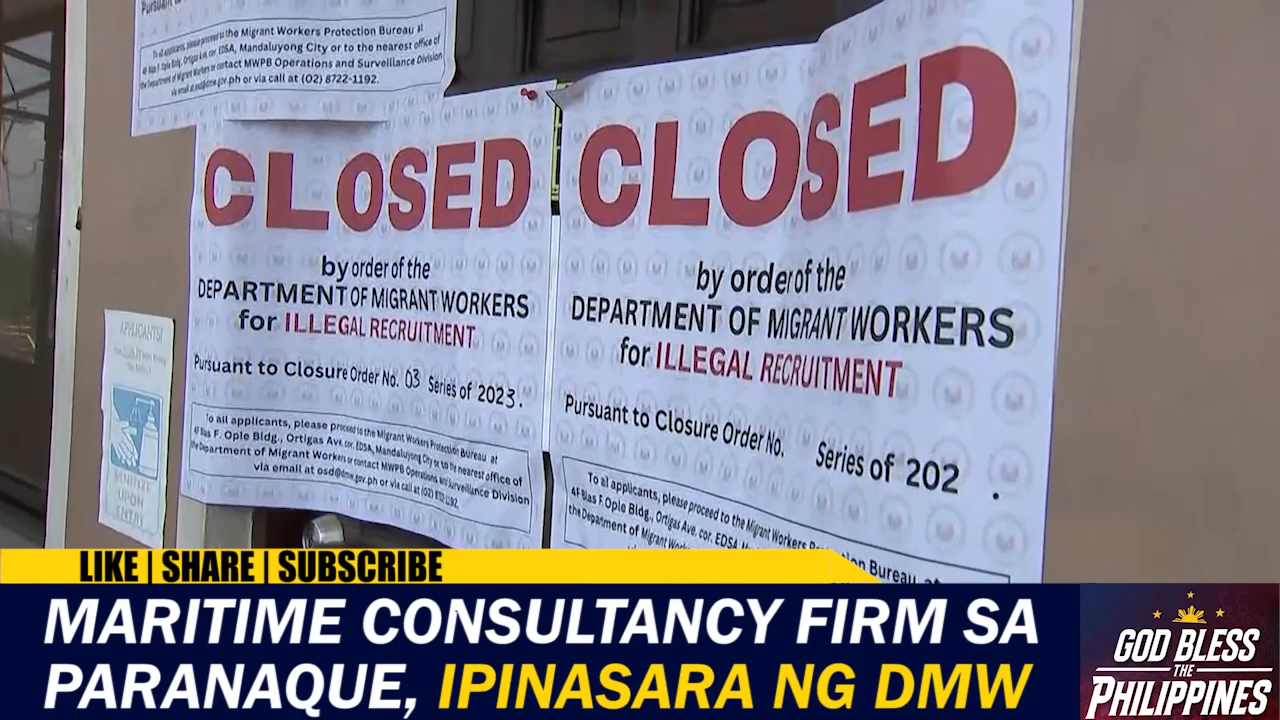 Pursuant to
To all applicants, please proceed to the Migrant Workers Protection Bureau at
4F Blas F. Ople Bldg., Ortigas Ave. cor. EDSA, Mandaluyong City or to the nearest office of
the Department of Migrant Workers or contact MWPB Operations and Surveillance Division
via email at osd@dmw.gov.ph or via call at (02) 8722-1192.
CLOSED
by order of the
DEPARTMENT OF MIGRANT WORKERS
for ILLEGAL RECRUITMENT
Pursuant to Closure Order No. 03 Series of 2023.
To all applicants, please proceed to the Migrant Workers Protection Bureau at
4F Blas F. Ople Bldg., Ortigas Ave. cor. EDSA, Mandaluyong City or to the nearest office of
the Department of Migrant Workers or contact MWPB Operations and Surveillance Division
via email at osd@dmw.gov.ph or via call at (02) 8722-1192.
CLOSED
by order of the
DEPARTMENT OF MIGRANT WORKERS
for ILLEGAL RECRUITMENT
Pursuant to Closure Order No. Series of 202 .
To all applicants, please proceed to the Migrant Workers Protection Bureau at
4F Blas F. Ople Bldg., Ortigas Ave. cor. EDSA
the Department of Migrant
APPLICANTS!
SANITIZE
UPON
ENTRY
LIKE | SHARE | SUBSCRIBE
MARITIME CONSULTANCY FIRM SA
PARANAQUE, IPINASARA NG DMW
GOD BLESS
THE
PHILIPPINES